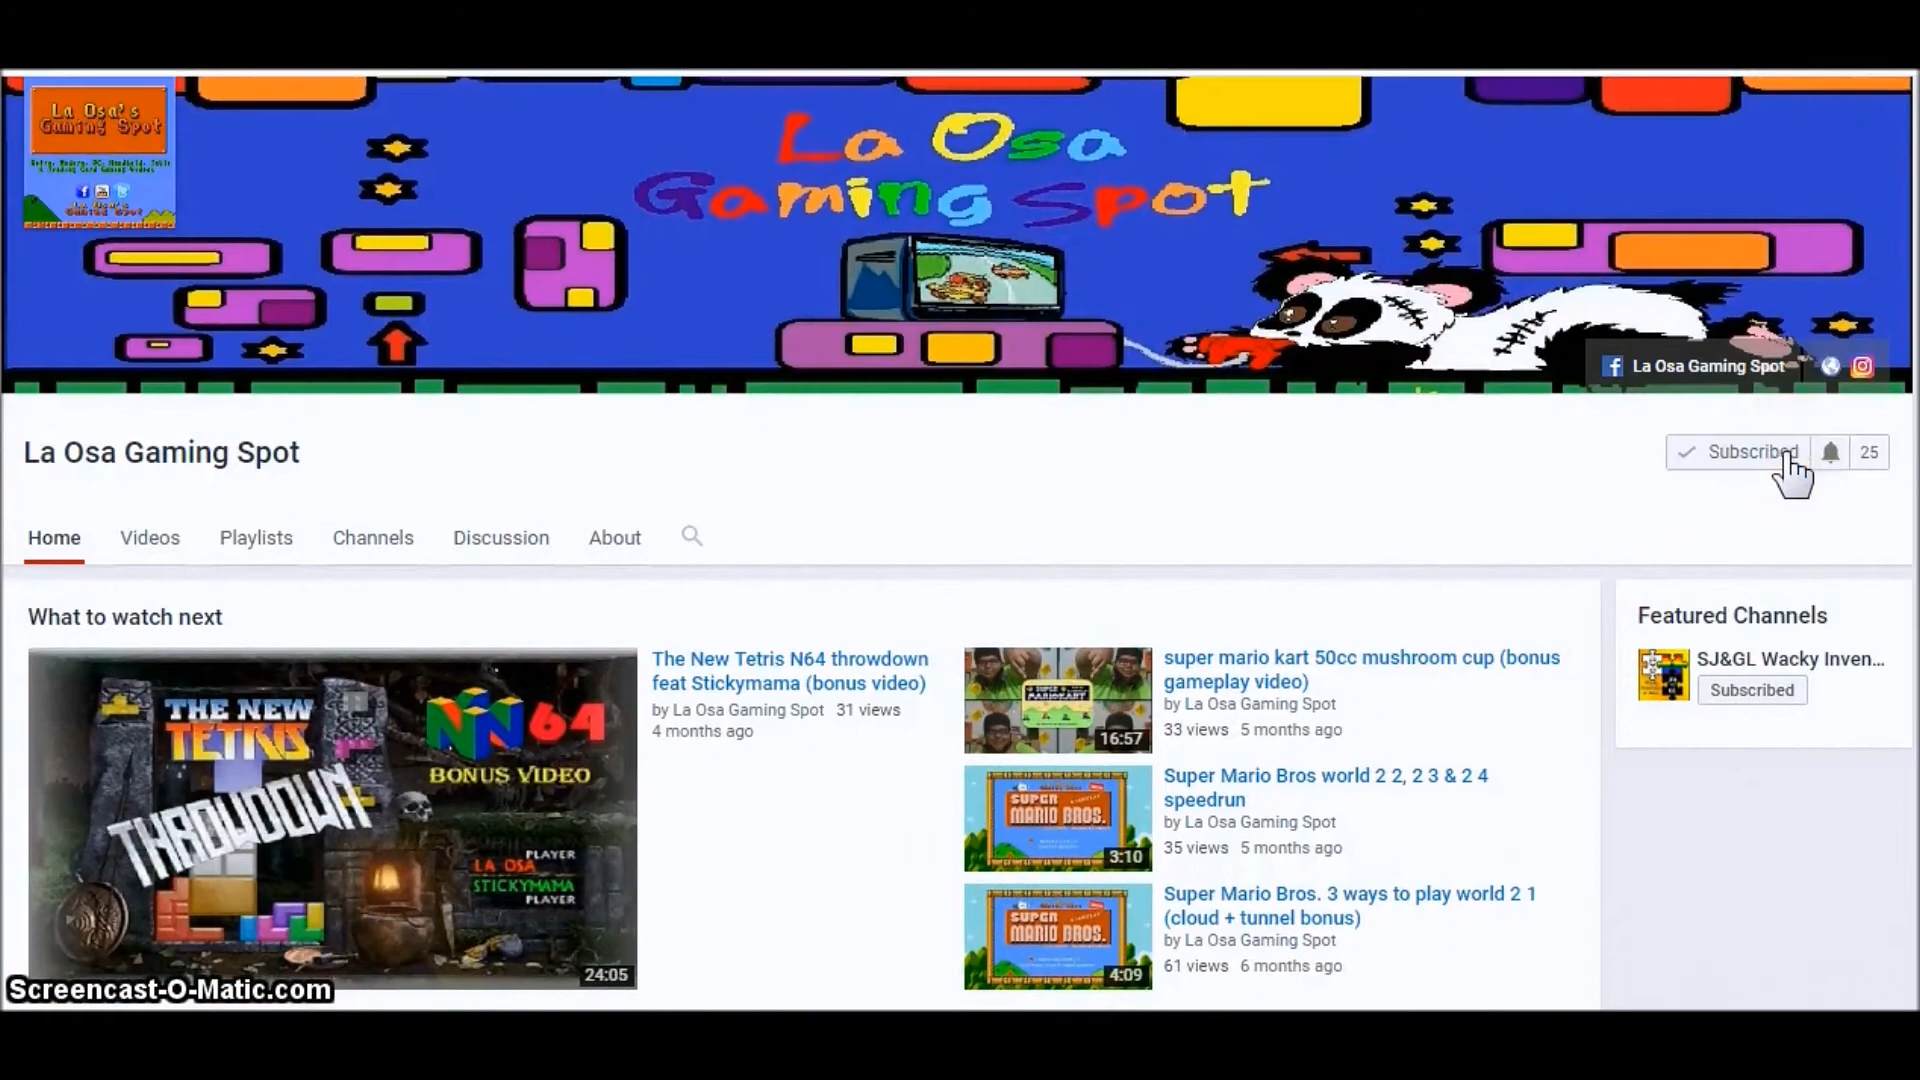 La Osa's
Gaming Spot
La Osa
Gaming Spot
La Osa Gaming Spot
La Osa Gaming Spot
Subscribed
25
Home
Videos
Playlists
Channels
Discussion
About
What to watch next
THE NEW
TETRIS
THROWDOWN
64
BONUS VIDEO
PLAYER
LA OSA
STICKYMAMA
PLAYER
24:05
The New Tetris N64 throwdown
feat Stickymama (bonus video)
by La Osa Gaming Spot 31 views
4 months ago
16:57
super mario kart 50cc mushroom cup (bonus
gameplay video)
by La Osa Gaming Spot
33 views 5 months ago
SUPER
MARIO BROS.
3:10
Super Mario Bros world 2 2, 2 3 & 2 4
speedrun
by La Osa Gaming Spot
35 views 5 months ago
SUPER
MARIO BROS.
4:09
Super Mario Bros. 3 ways to play world 2 1
(cloud + tunnel bonus)
by La Osa Gaming Spot
61 views 6 months ago
Featured Channels
SJ&GL Wacky Inven...
Subscribed
Screencast-O-Matic.com